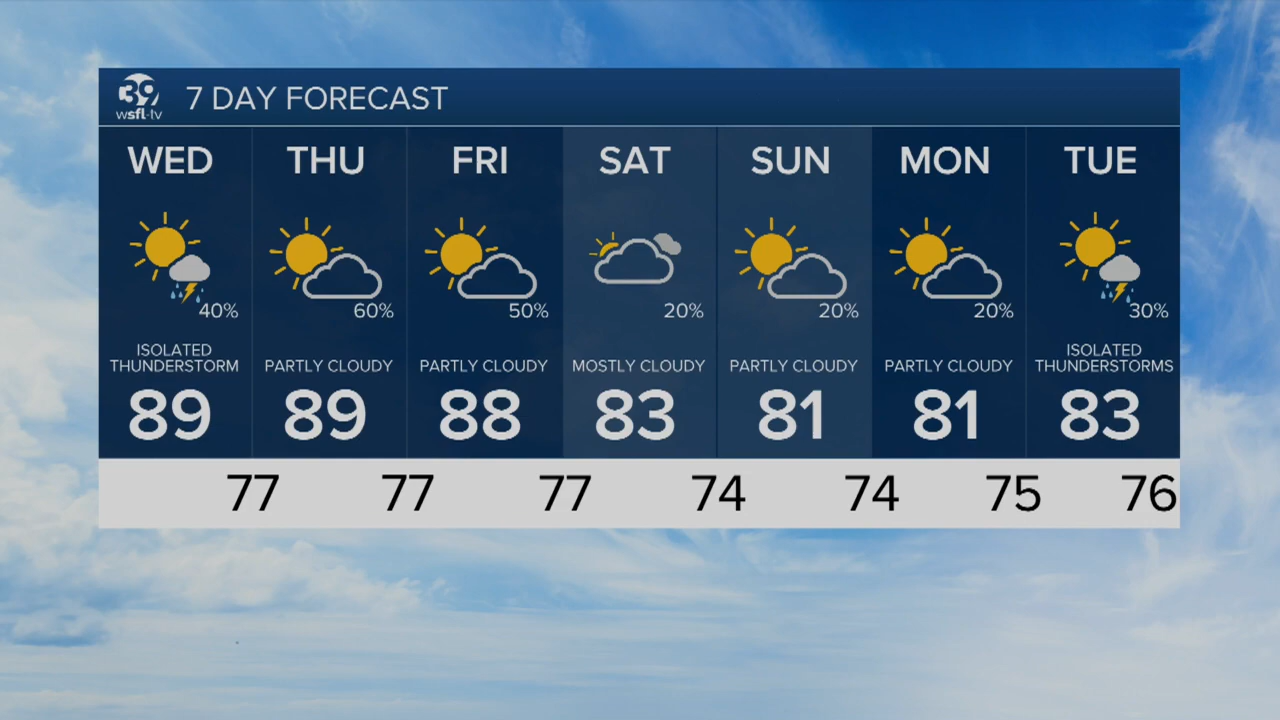 39
wsfl-tv
7 DAY FORECAST
WED THU FRI SAT SUN MON TUE
40% 60% 50% 20% 20% 20% 30%
ISOLATED THUNDERSTORM PARTLY CLOUDY PARTLY CLOUDY MOSTLY CLOUDY PARTLY CLOUDY PARTLY CLOUDY ISOLATED THUNDERSTORMS
89 89 88 83 81 81 83
77 77 77 74 74 75 76